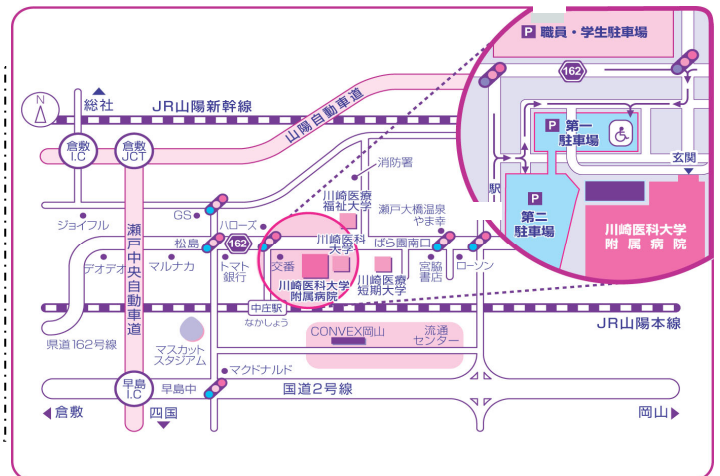 P 職員・学生駐車場
162
P 第一
駐車場
玄関
駅
P
第二
駐車場
川崎医科大学
附属病院
N
総社
JR山陽新幹線
山陽自動車道
倉敷
I.C
倉敷
JCT
消防署
川崎医療
福祉大学
瀬戸大橋温泉
やま幸
ジョイフル
GS
ハローズ
松島
162
川崎医科
大学
ばら園南口
デオデオ
マルナカ
トマト
銀行
交番
川崎医科大学
附属病院
川崎医療
短期大学
宮脇
書店
ローソン
瀬戸中央自動車道
中庄駅
なかしょう
JR山陽本線
県道162号線
マスカット
スタジアム
CONVEX岡山
流通
センター
マクドナルド
早島
I.C
早島中
国道2号線
倉敷
四国
岡山